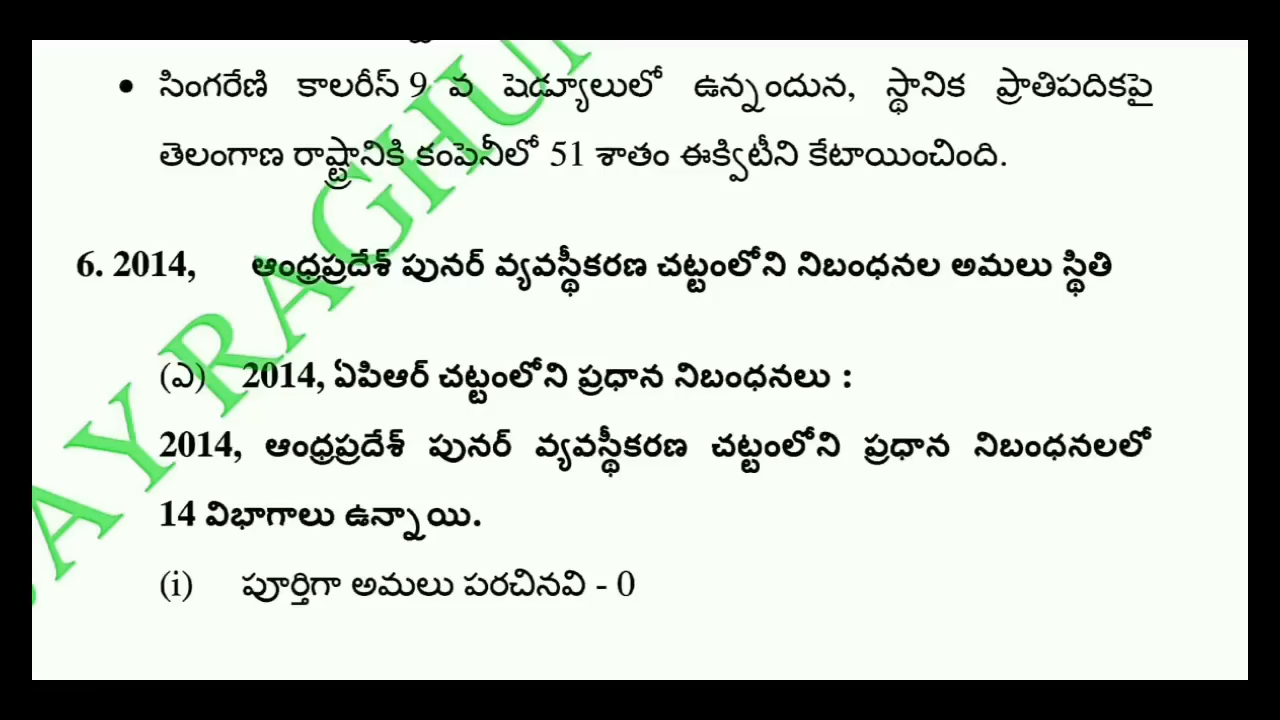 • సింగరేణి కాలరీస్ 9 వ షెడ్యూలులో ఉన్నందున, స్థానిక ప్రాతిపదికపై
తెలంగాణ రాష్ట్రానికి కంపెనీలో 51 శాతం ఈక్విటీని కేటాయించింది.
6. 2014, ఆంధ్రప్రదేశ్ పునర్ వ్యవస్థీకరణ చట్టంలోని నిబంధనల అమలు స్థితి
(ఎ) 2014, ఏపిఆర్ చట్టంలోని ప్రధాన నిబంధనలు :
2014, ఆంధ్రప్రదేశ్ పునర్ వ్యవస్థీకరణ చట్టంలోని ప్రధాన నిబంధనలలో
14 విభాగాలు ఉన్నాయి.
(i) పూర్తిగా అమలు పరచినవి - 0
AY RAGHU